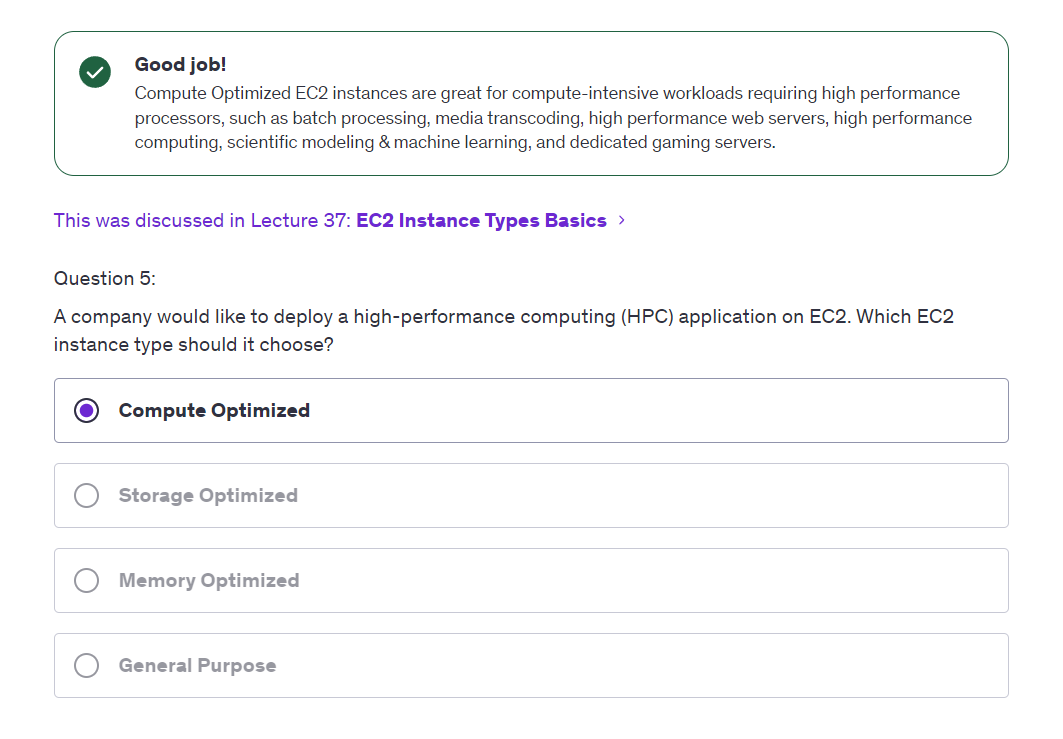 Good job!
Compute Optimized EC2 instances are great for compute-intensive workloads requiring high performance
processors, such as batch processing, media transcoding, high performance web servers, high performance
computing, scientific modeling & machine learning, and dedicated gaming servers.
This was discussed in Lecture 37: EC2 Instance Types Basics >
Question 5:
A company would like to deploy a high-performance computing (HPC) application on EC2. Which EC2
instance type should it choose?
Compute Optimized
Storage Optimized
Memory Optimized
General Purpose